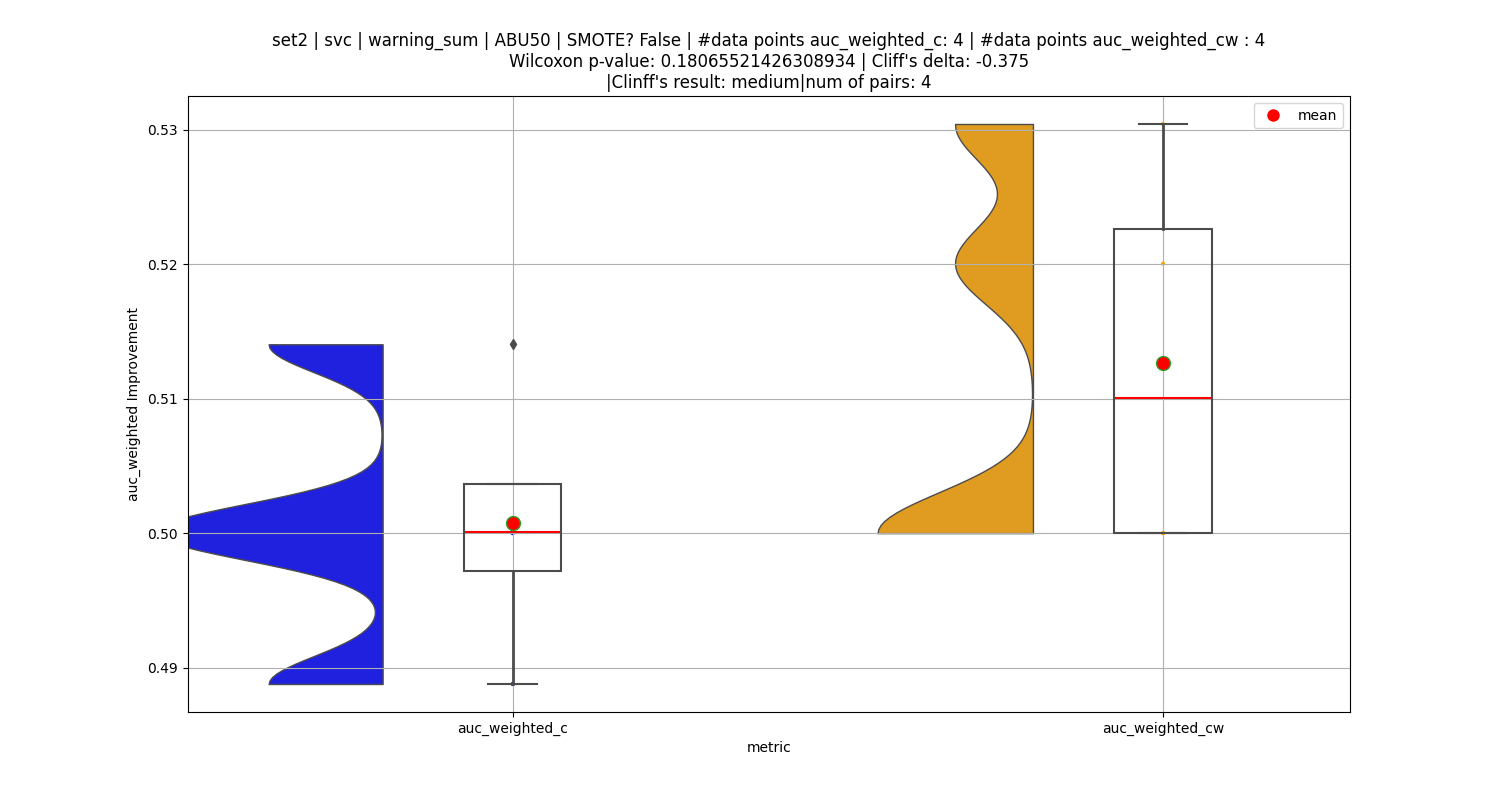 set2 | svc | warning_sum | ABU50 | SMOTE? False | #data points auc_weighted_c: 4 | #data points auc_weighted_cw : 4
Wilcoxon p-value: 0.18065521426308934 | Cliff's delta: -0.375
|Clinff's result: medium|num of pairs: 4
mean
0.53
0.52
0.51
0.50
0.49
auc_weighted Improvement
auc_weighted_c
auc_weighted_cw
metric